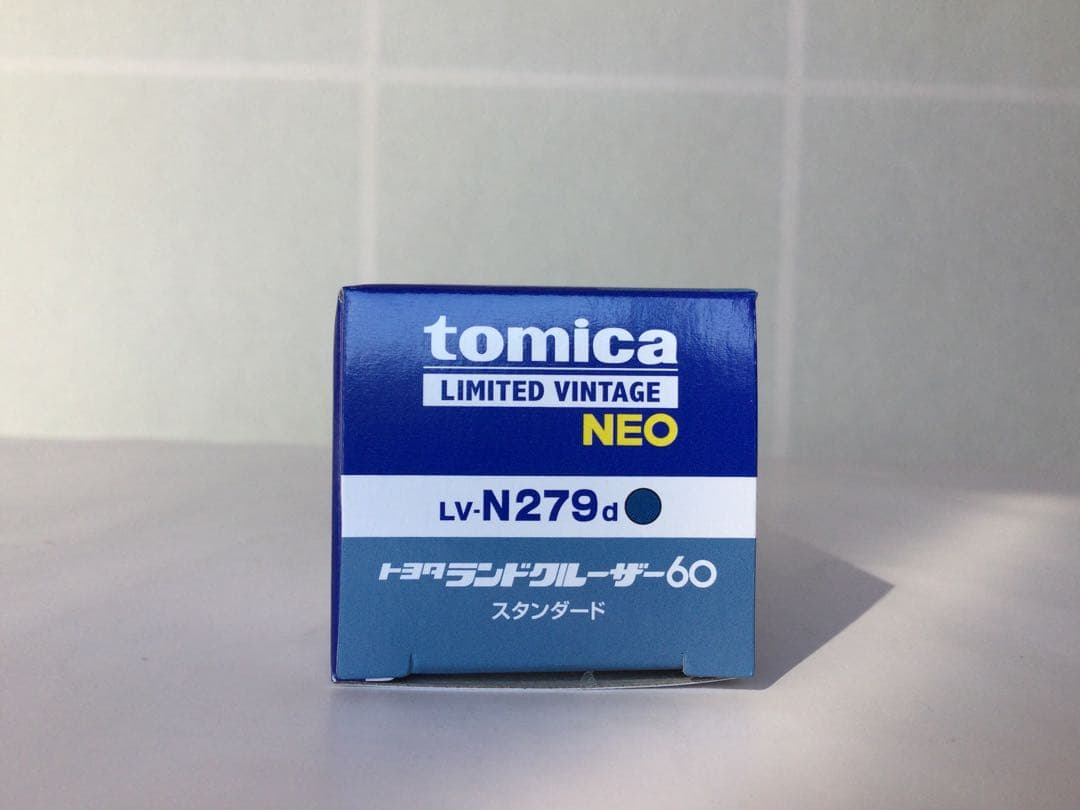 tomica
LIMITED VINTAGE
NEO
LV-N279d
トヨタランドクルーザー60
スタンダード